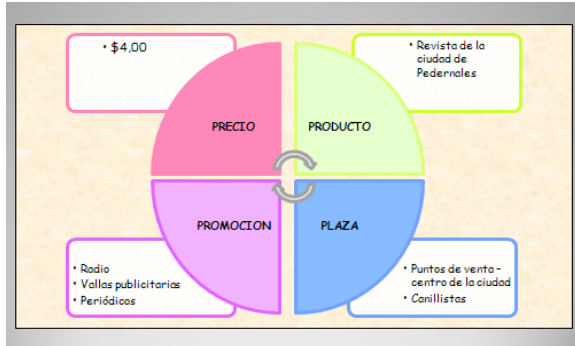 • $4,00
• Revista de la
ciudad de
Pedernales
PRECIO
PRODUCTO
PROMOCION
PLAZA
• Radio
• Vallas publicitarias
• Periódicos
• Puntos de venta -
centro de la ciudad
• Canillistas